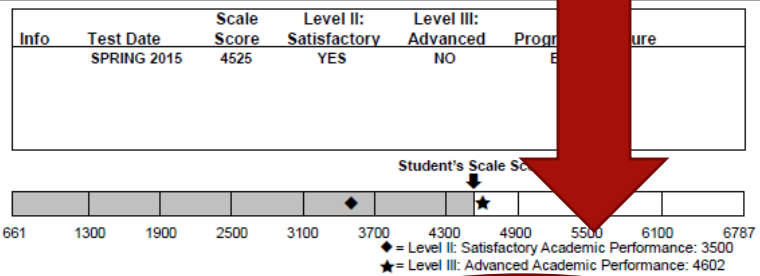 Scale Level II: Level III:
Info Test Date Score Satisfactory Advanced
SPRING 2015 4525 YES NO
Student's Scale
661 1300 1900 2500 3100 3700 4300 4900 5500 6100 6787
◆ = Level II: Satisfactory Academic Performance: 3500
★ = Level III: Advanced Academic Performance: 4602